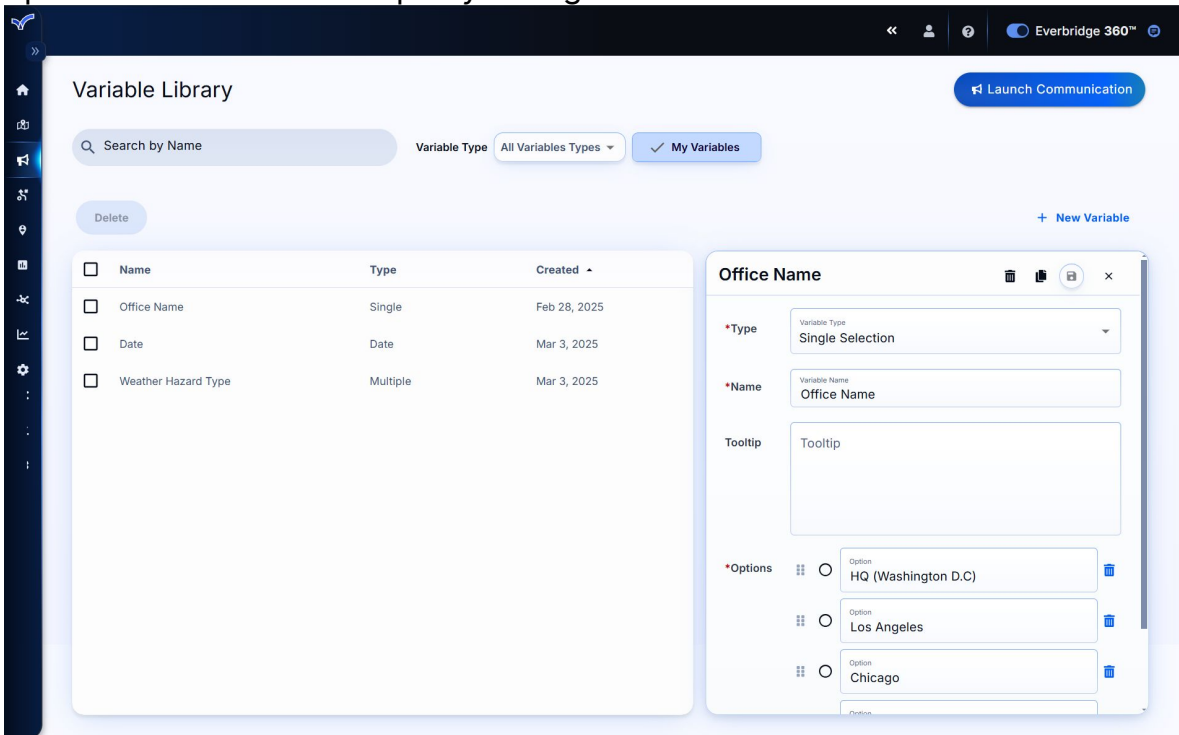 Everbridge 360™
Variable Library
Launch Communication
Search by Name
Variable Type
All Variables Types
My Variables
Delete
+ New Variable
Name Type Created
Office Name Single Feb 28, 2025
Date Date Mar 3, 2025
Weather Hazard Type Multiple Mar 3, 2025
Office Name
*Type
Variable Type
Single Selection
*Name
Variable Name
Office Name
Tooltip
Tooltip
*Options
Option
HQ (Washington D.C)
Option
Los Angeles
Option
Chicago
Option